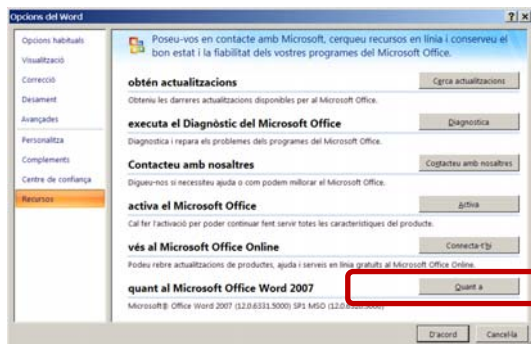 Opcions del Word
Opcions habituals
Visualització
Correcció
Desament
Avançades
Personalitza
Complements
Centre de confiança
Recursos
Poseu-vos en contacte amb Microsoft, cerqueu recursos en línia i conserveu el
bon estat i la fiabilitat dels vostres programes del Microsoft Office.
obtén actualitzacions
Cerca actualitzacions
Obteniu les darreres actualitzacions disponibles per al Microsoft Office.
executa el Diagnòstic del Microsoft Office
Diagnostica
Diagnostica i repara els problemes dels programes del Microsoft Office.
Contacteu amb nosaltres
Contacteu amb nosaltres
Digueu-nos si necessiteu ajuda o com podem millorar el Microsoft Office.
activa el Microsoft Office
Activa
Cal fer l'activació per poder continuar fent servir totes les característiques del producte.
vés al Microsoft Office Online
Connecta-t'hi
Podeu rebre actualitzacions de productes, ajuda i serveis en línia gratuïts al Microsoft Office Online.
quant al Microsoft Office Word 2007
Quant a
Microsoft® Office Word 2007 (12.0.6331.5000) SP1 MSO
D'acord
Cancel·la